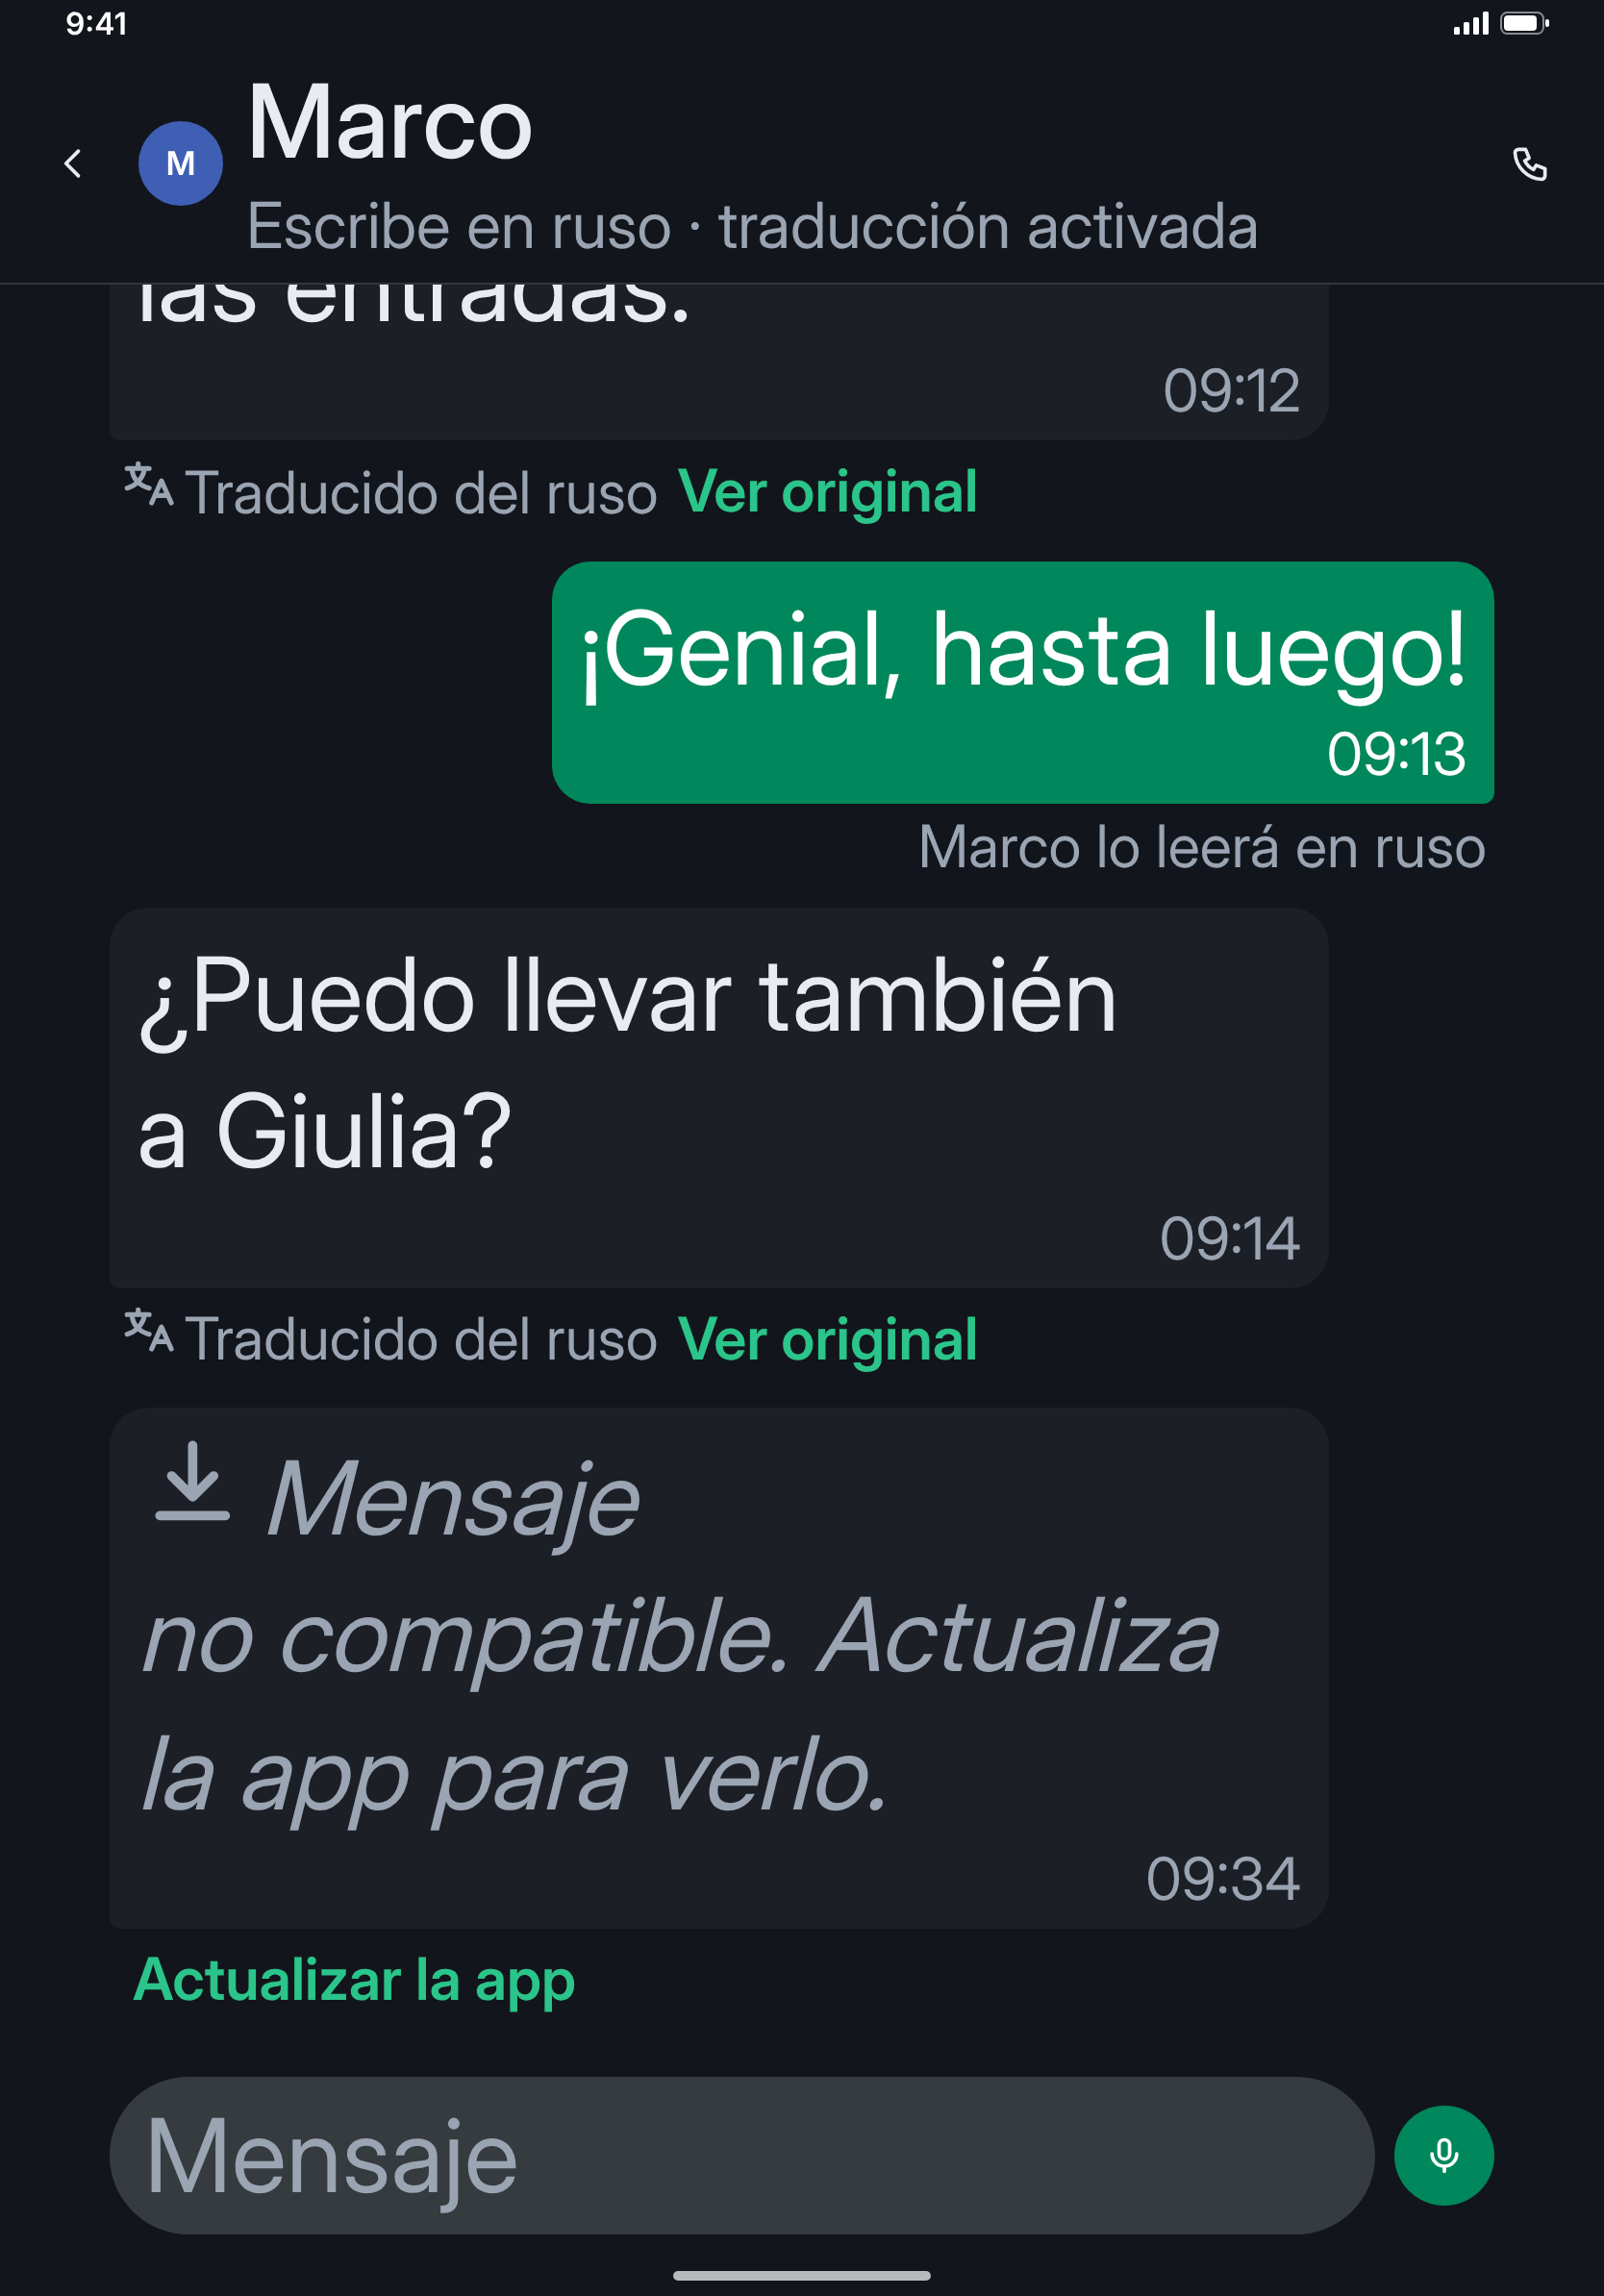 9:41
M
Marco
Escribe en ruso · traducción activada
las entradas.
09:12
Traducido del ruso Ver original
¡Genial, hasta luego!
09:13
Marco lo leerá en ruso
¿Puedo llevar también
a Giulia?
09:14
Traducido del ruso Ver original
Mensaje
no compatible. Actualiza
la app para verlo.
09:34
Actualizar la app
Mensaje